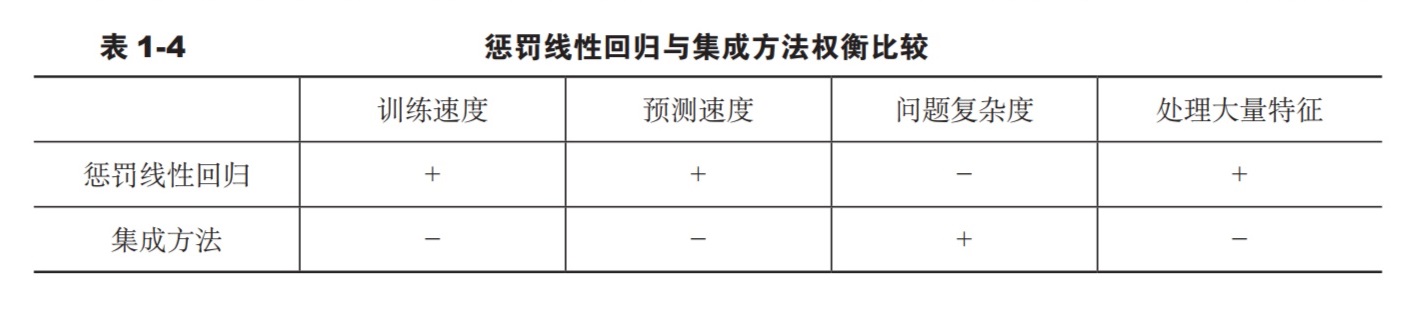 表 1-4 惩罚线性回归与集成方法权衡比较
训练速度 预测速度 问题复杂度 处理大量特征
惩罚线性回归 + + − +
集成方法 − − + −